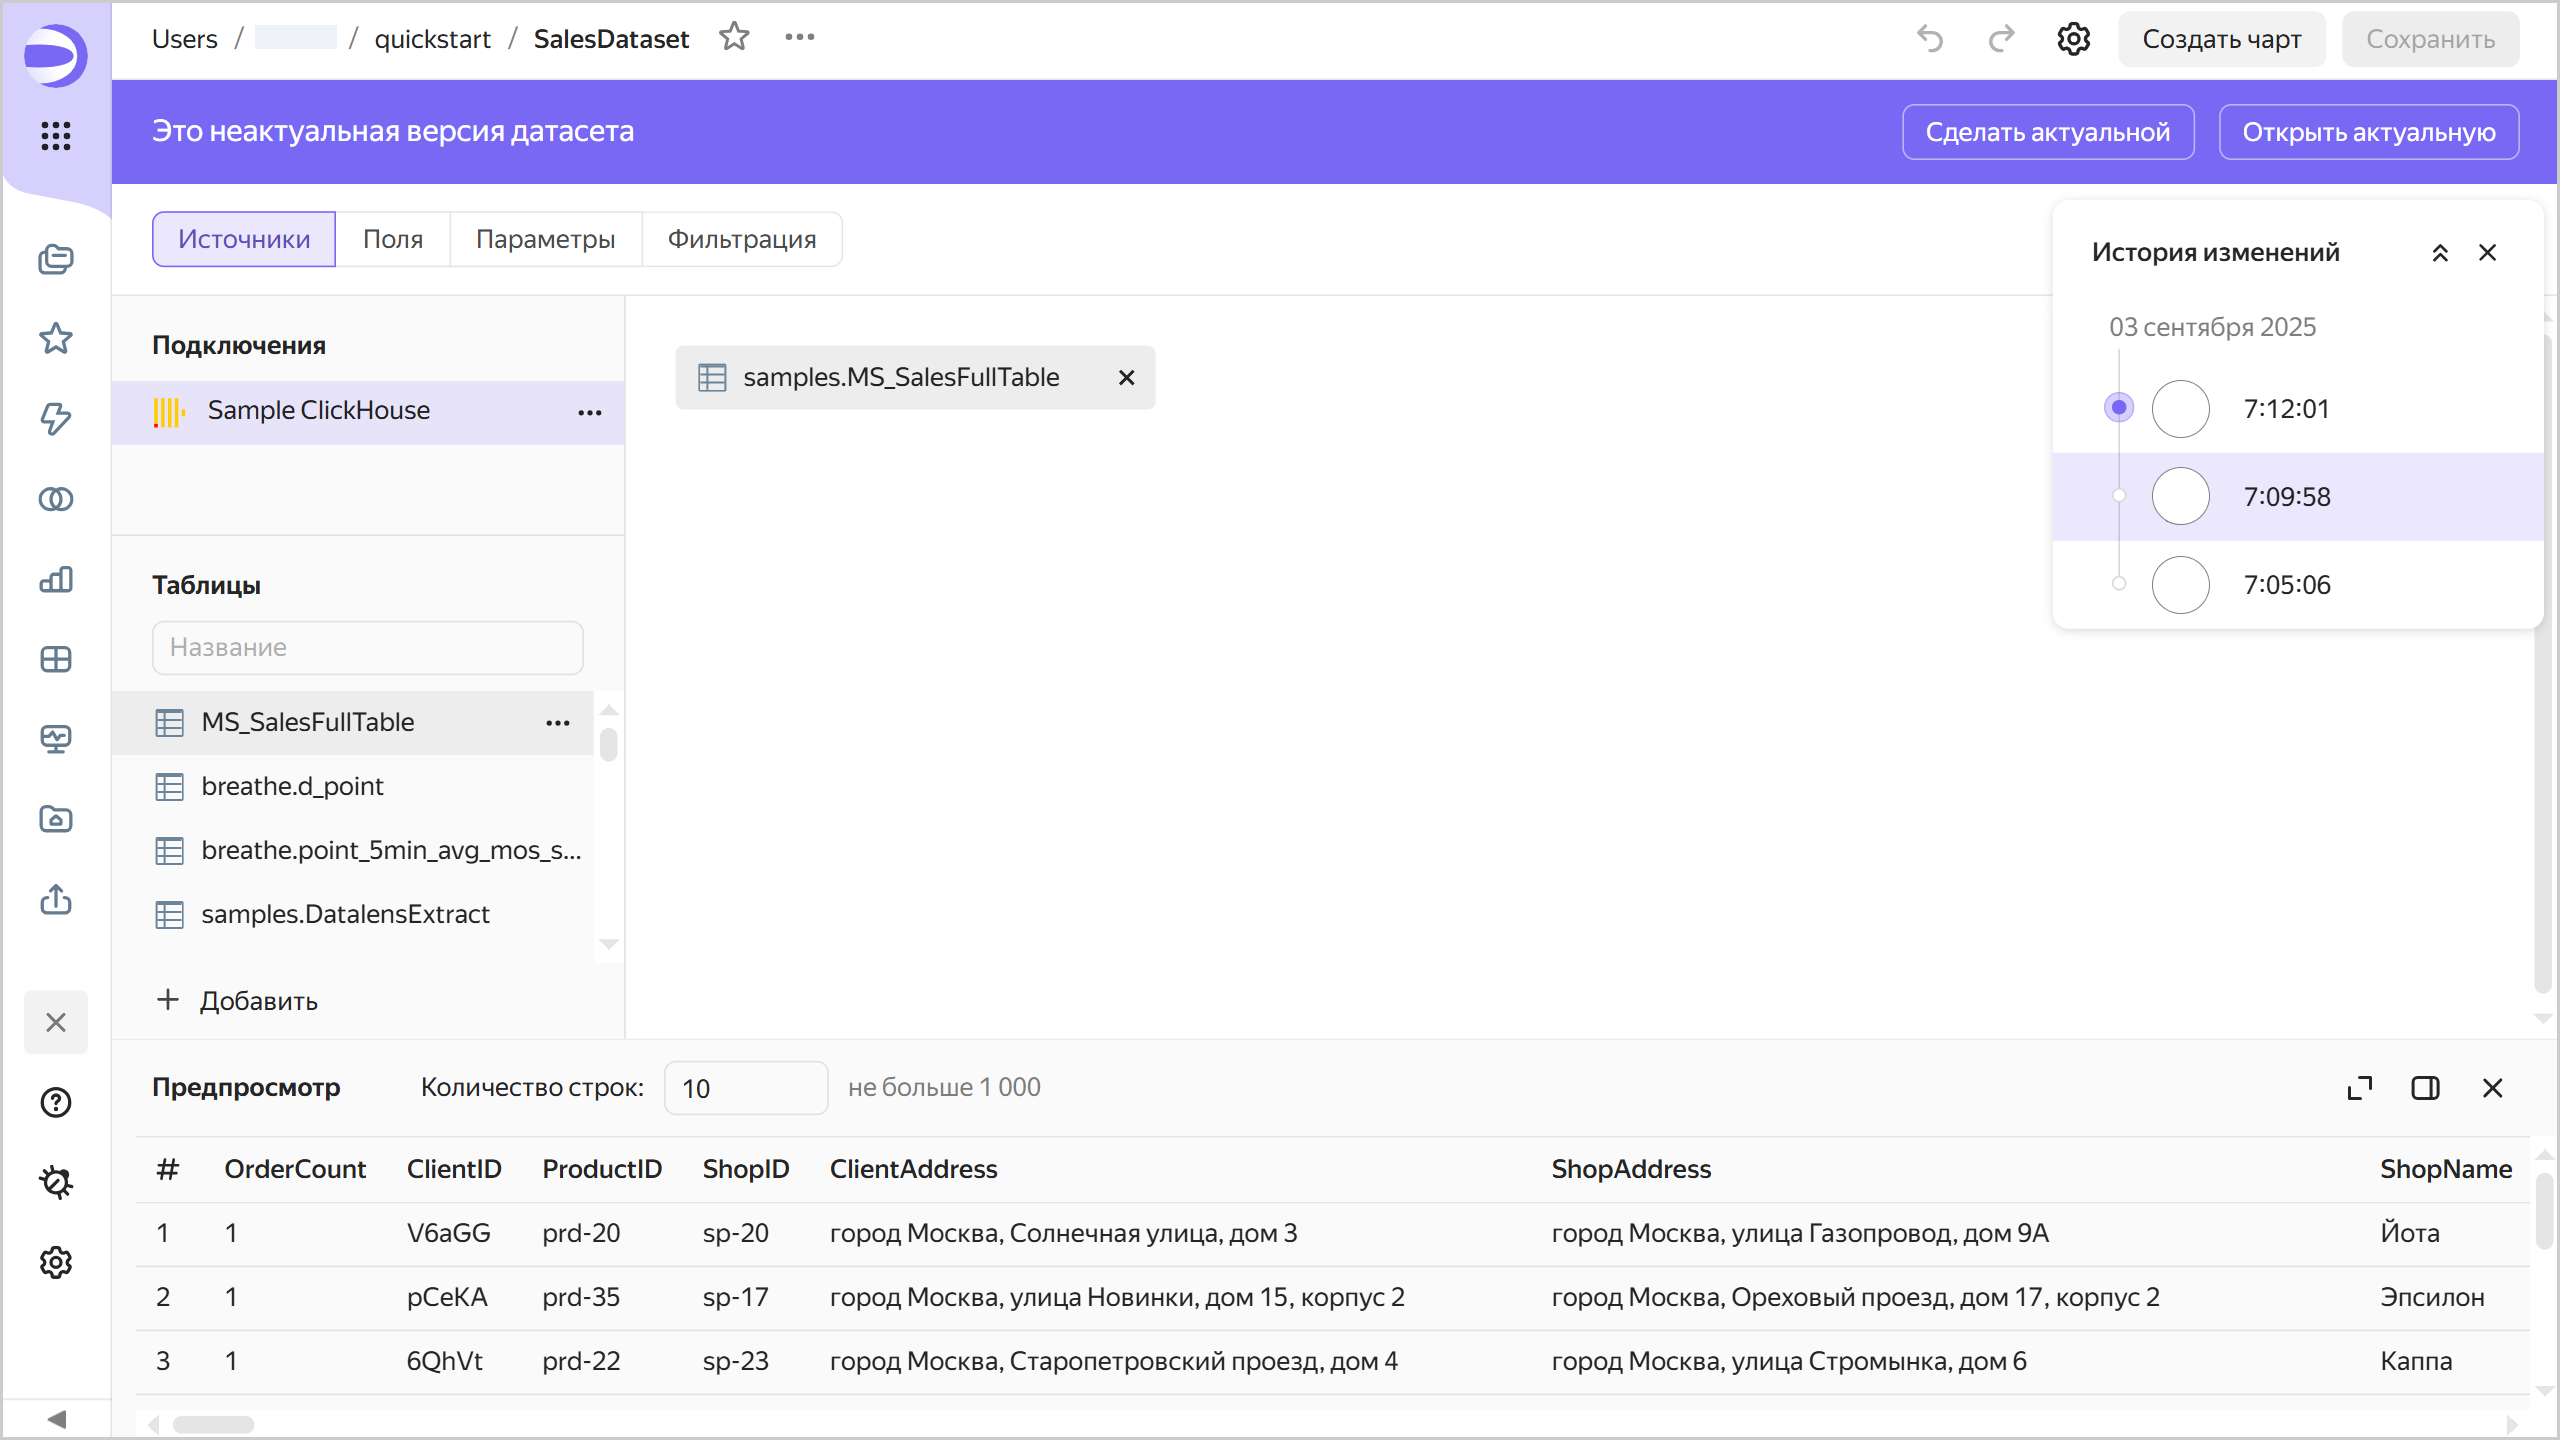 Users / / quickstart / SalesDataset
Создать чарт
Сохранить
Это неактуальная версия датасета
Сделать актуальной
Открыть актуальную
Источники Поля Параметры Фильтрация
История изменений
03 сентября 2025
7:12:01
7:09:58
7:05:06
Подключения
Sample ClickHouse
samples.MS_SalesFullTable
Таблицы
Название
MS_SalesFullTable
breathe.d_point
breathe.point_5min_avg_mos_s...
samples.DatalensExtract
+ Добавить
Предпросмотр Количество строк: 10 не больше 1 000
# OrderCount ClientID ProductID ShopID ClientAddress ShopAddress ShopName
1 1 V6aGG prd-20 sp-20 город Москва, Солнечная улица, дом 3 город Москва, улица Газопровод, дом 9А Йота
2 1 pCeKA prd-35 sp-17 город Москва, улица Новинки, дом 15, корпус 2 город Москва, Ореховый проезд, дом 17, корпус 2 Эпсилон
3 1 6QhVt prd-22 sp-23 город Москва, Старопетровский проезд, дом 4 город Москва, улица Стромынка, дом 6 Каппа